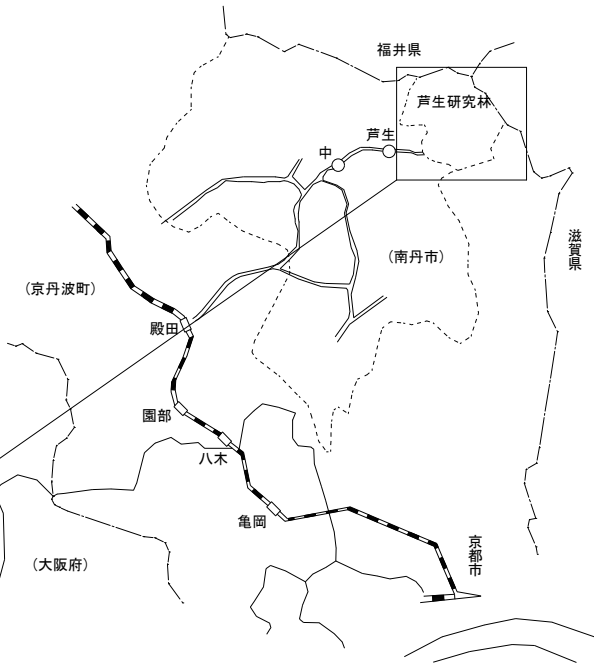 福井県
芦生研究林
芦生
中
滋賀県
（南丹市）
（京丹波町）
殿田
園部
八木
亀岡
京都市
（大阪府）